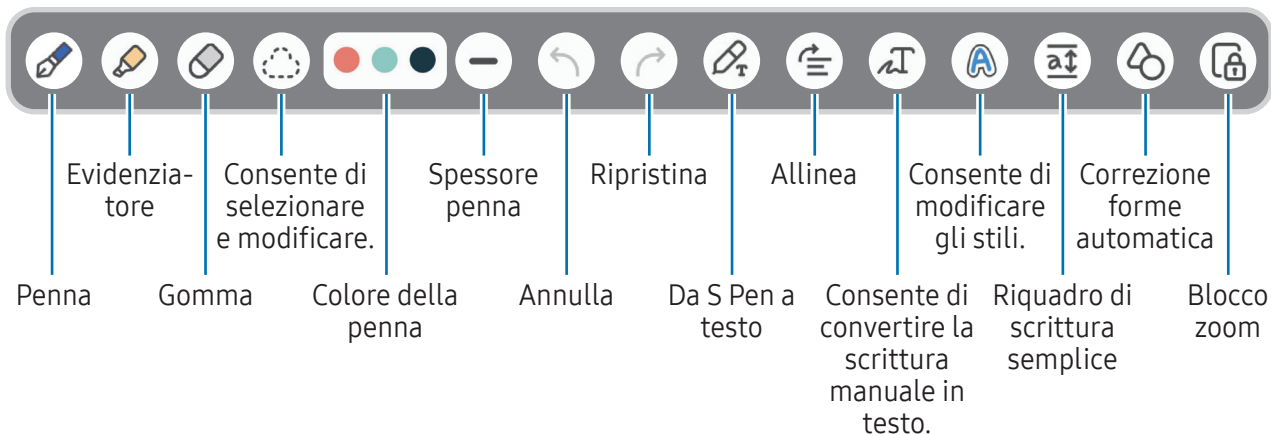 Evidenzia-
tore
Consente di
selezionare
e modificare.
Spessore
penna
Ripristina
Allinea
Consente di
modificare
gli stili.
Correzione
forme
automatica
Penna
Gomma
Colore della
penna
Annulla
Da S Pen a
testo
Consente di
convertire la
scrittura
manuale in
testo.
Riquadro di
scrittura
semplice
Blocco
zoom